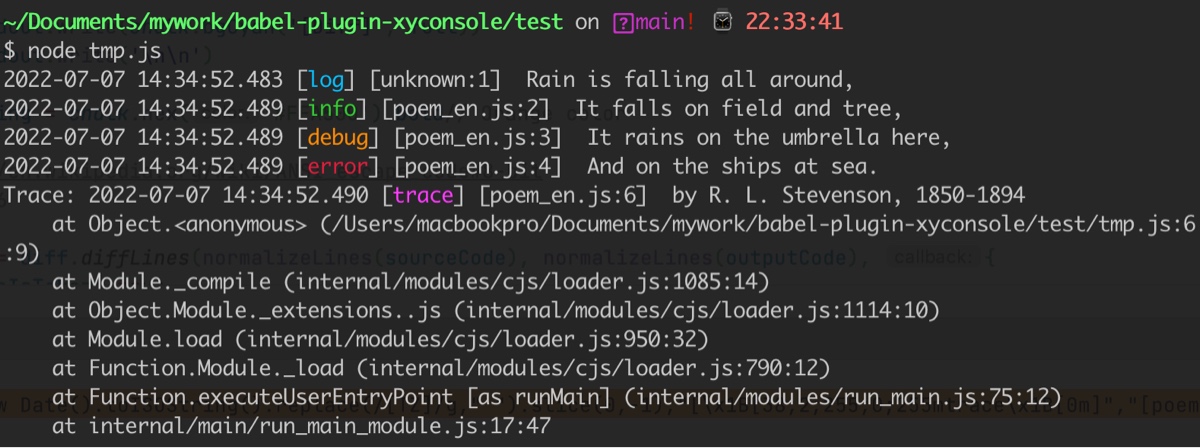 ~/Documents/mywork/babel-plugin-xyconsole/test on main! 22:33:41
$ node tmp.js
2022-07-07 14:34:52.483 [log] [unknown:1]  Rain is falling all around,
2022-07-07 14:34:52.489 [info] [poem_en.js:2]  It falls on field and tree,
2022-07-07 14:34:52.489 [debug] [poem_en.js:3]  It rains on the umbrella here,
2022-07-07 14:34:52.489 [error] [poem_en.js:4]  And on the ships at sea.
Trace: 2022-07-07 14:34:52.490 [trace] [poem_en.js:6]  by R. L. Stevenson, 1850-1894
    at Object.<anonymous> (/Users/macbookpro/Documents/mywork/babel-plugin-xyconsole/test/tmp.js:6
:9)
    at Module._compile (internal/modules/cjs/loader.js:1085:14)
    at Object.Module._extensions..js (internal/modules/cjs/loader.js:1114:10)
    at Module.load (internal/modules/cjs/loader.js:950:32)
    at Function.Module._load (internal/modules/cjs/loader.js:790:12)
    at Function.executeUserEntryPoint [as runMain] (internal/modules/run_main.js:75:12)
    at internal/main/run_main_module.js:17:47